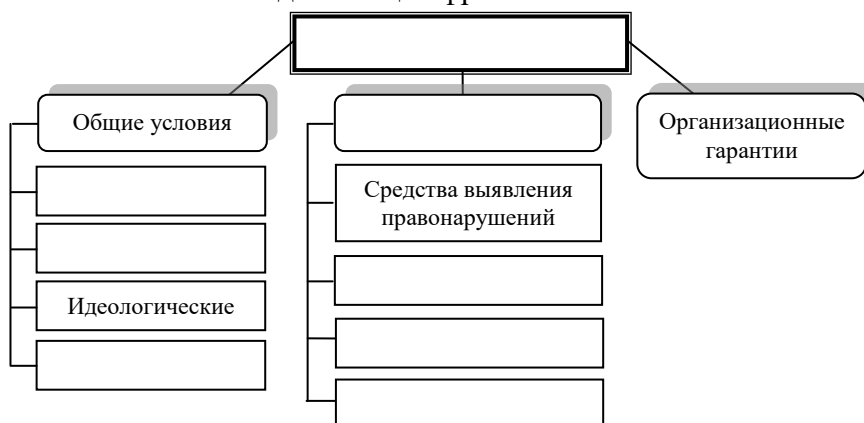 Общие условия
Организационные
гарантии
Средства выявления
правонарушений
Идеологические